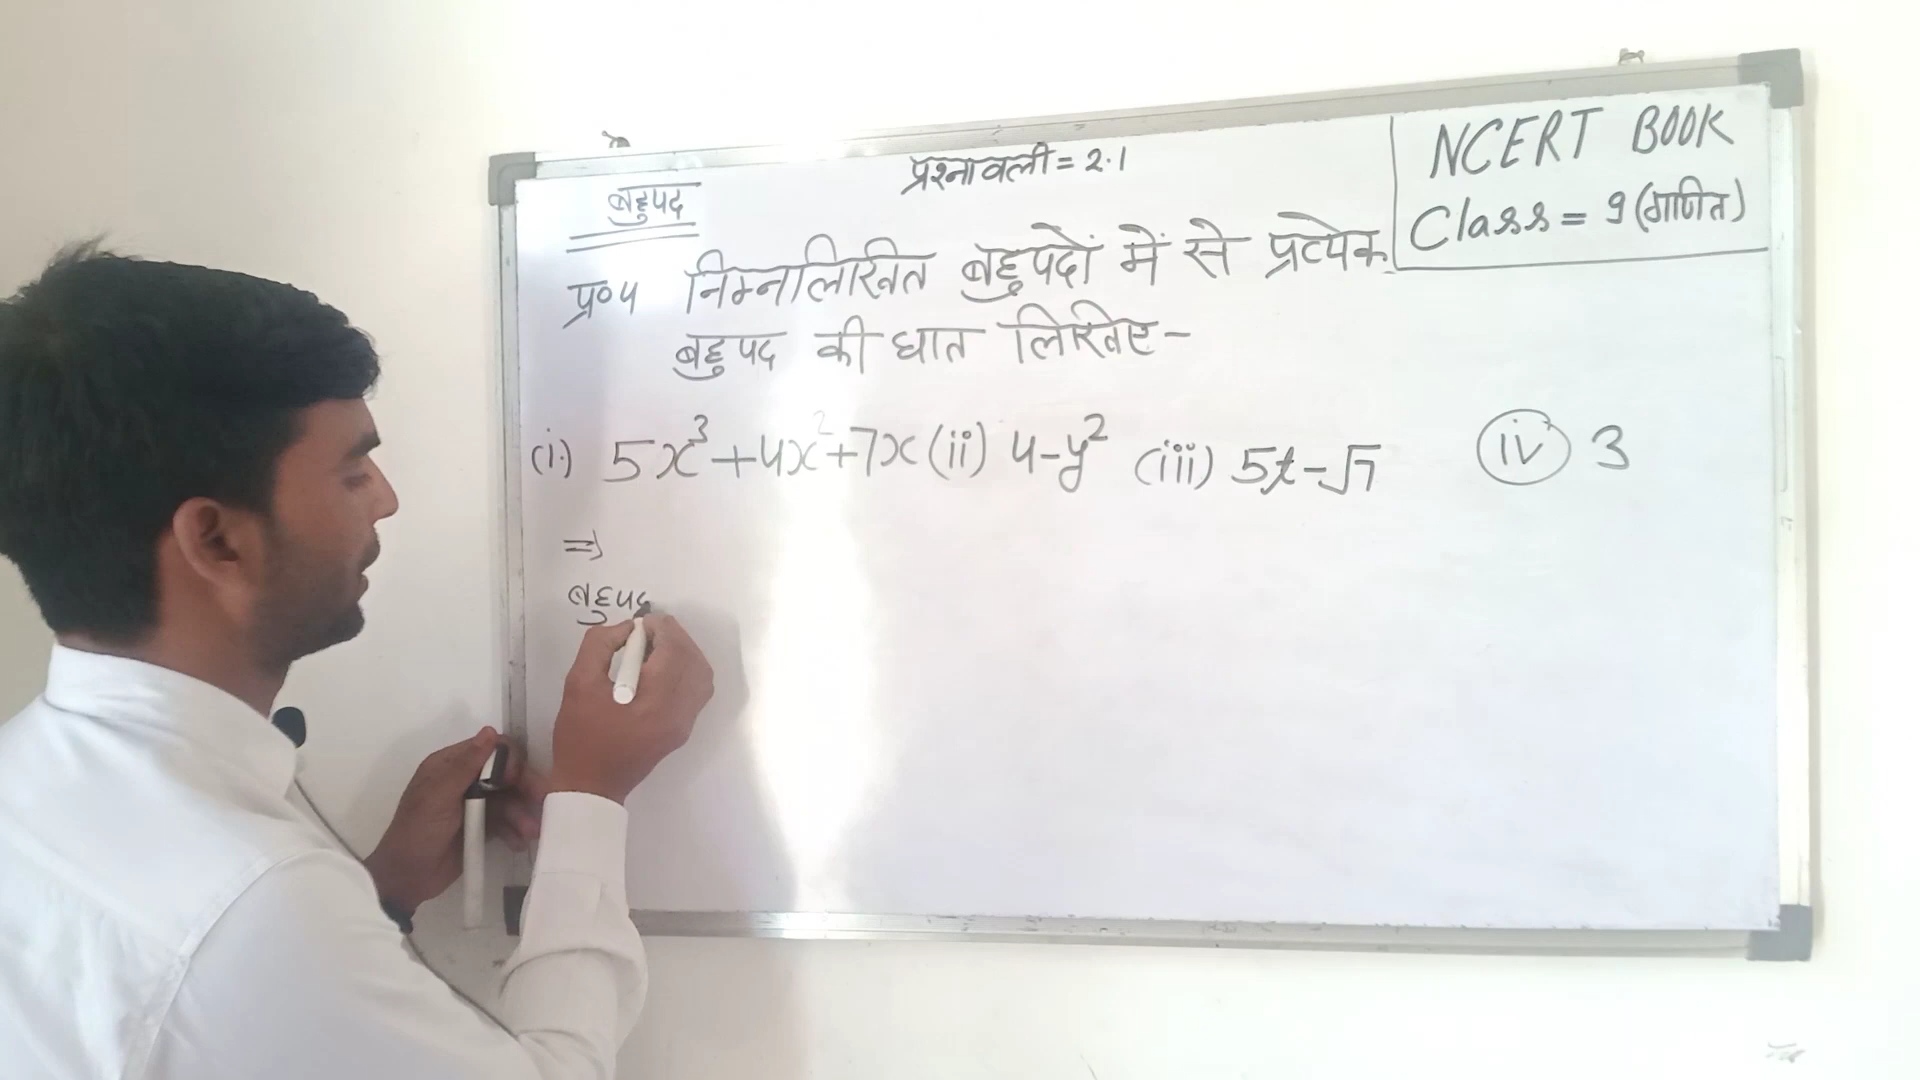 बहुपद
प्रश्नावली = 2.1
NCERT BOOK
Class = 9 (गणित)
प्र०५ निम्नलिखित बहुपदों में से प्रत्येक
बहुपद की घात लिखिए -
(i) 5x³ + 4x² + 7x (ii) 4 - y² (iii) 5t - √7 (iv) 3
⇒
बहुपद